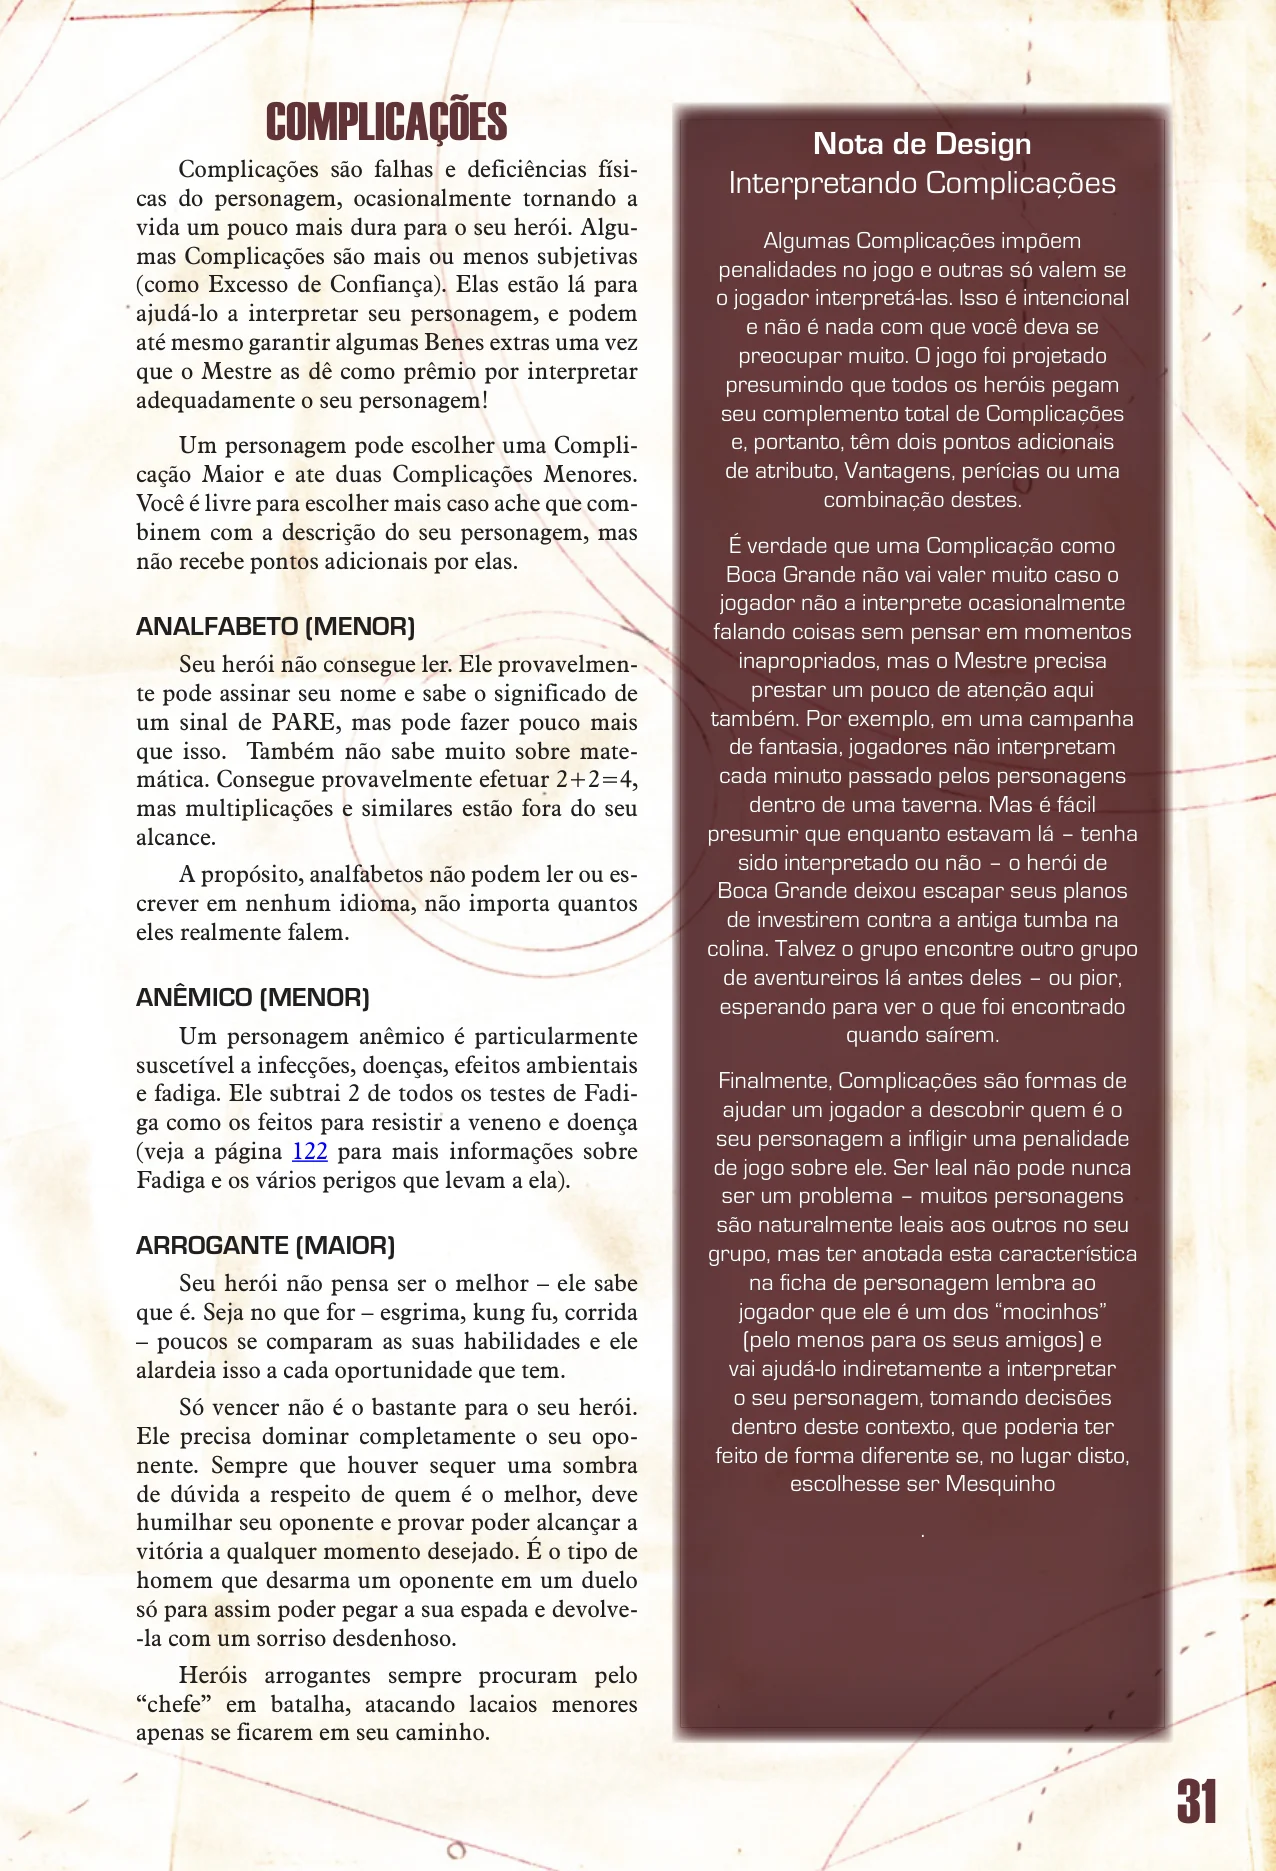 COMPLICAÇÕES
Complicações são falhas e deficiências físi-
cas do personagem, ocasionalmente tornando a
vida um pouco mais dura para o seu herói. Algu-
mas Complicações são mais ou menos subjetivas
(como Excesso de Confiança). Elas estão lá para
ajudá-lo a interpretar seu personagem, e podem
até mesmo garantir algumas Benes extras uma vez
que o Mestre as dê como prêmio por interpretar
adequadamente o seu personagem!
Um personagem pode escolher uma Compli-
cação Maior e ate duas Complicações Menores.
Você é livre para escolher mais caso ache que com-
binem com a descrição do seu personagem, mas
não recebe pontos adicionais por elas.
ANALFABETO (MENOR)
Seu herói não consegue ler. Ele provavelmen-
te pode assinar seu nome e sabe o significado de
um sinal de PARE, mas pode fazer pouco mais
que isso. Também não sabe muito sobre mate-
mática. Consegue provavelmente efetuar 2+2=4,
mas multiplicações e similares estão fora do seu
alcance.
A propósito, analfabetos não podem ler ou es-
crever em nenhum idioma, não importa quantos
eles realmente falem.
ANÊMICO (MENOR)
Um personagem anêmico é particularmente
suscetível a infecções, doenças, efeitos ambientais
e fadiga. Ele subtrai 2 de todos os testes de Fadi-
ga como os feitos para resistir a veneno e doença
(veja a página 122 para mais informações sobre
Fadiga e os vários perigos que levam a ela).
ARROGANTE (MAIOR)
Seu herói não pensa ser o melhor – ele sabe
que é. Seja no que for – esgrima, kung fu, corrida
– poucos se comparam as suas habilidades e ele
alardeia isso a cada oportunidade que tem.
Só vencer não é o bastante para o seu herói.
Ele precisa dominar completamente o seu opo-
nente. Sempre que houver sequer uma sombra
de dúvida a respeito de quem é o melhor, deve
humilhar seu oponente e provar poder alcançar a
vitória a qualquer momento desejado. É o tipo de
homem que desarma um oponente em um duelo
só para assim poder pegar a sua espada e devolve-
-la com um sorriso desdenhoso.
Heróis arrogantes sempre procuram pelo
“chefe” em batalha, atacando lacaios menores
apenas se ficarem em seu caminho.
Nota de Design
Interpretando Complicações
Algumas Complicações impõem
penalidades no jogo e outras só valem se
o jogador interpretá-las. Isso é intencional
e não é nada com que você deva se
preocupar muito. O jogo foi projetado
presumindo que todos os heróis pegam
seu complemento total de Complicações
e, portanto, têm dois pontos adicionais
de atributo, Vantagens, perícias ou uma
combinação destes.
É verdade que uma Complicação como
Boca Grande não vai valer muito caso o
jogador não a interprete ocasionalmente
falando coisas sem pensar em momentos
inapropriados, mas o Mestre precisa
prestar um pouco de atenção aqui
também. Por exemplo, em uma campanha
de fantasia, jogadores não interpretam
cada minuto passado pelos personagens
dentro de uma taverna. Mas é fácil
presumir que enquanto estavam lá – tenha
sido interpretado ou não – o herói de
Boca Grande deixou escapar seus planos
de investirem contra a antiga tumba na
colina. Talvez o grupo encontre outro grupo
de aventureiros lá antes deles – ou pior,
esperando para ver o que foi encontrado
quando saírem.
Finalmente, Complicações são formas de
ajudar um jogador a descobrir quem é o
seu personagem a infligir uma penalidade
de jogo sobre ele. Ser leal não pode nunca
ser um problema – muitos personagens
são naturalmente leais aos outros no seu
grupo, mas ter anotada esta característica
na ficha de personagem lembra ao
jogador que ele é um dos “mocinhos”
(pelo menos para os seus amigos) e
vai ajudá-lo indiretamente a interpretar
o seu personagem, tomando decisões
dentro deste contexto, que poderia ter
feito de forma diferente se, no lugar disto,
escolhesse ser Mesquinho
.
31